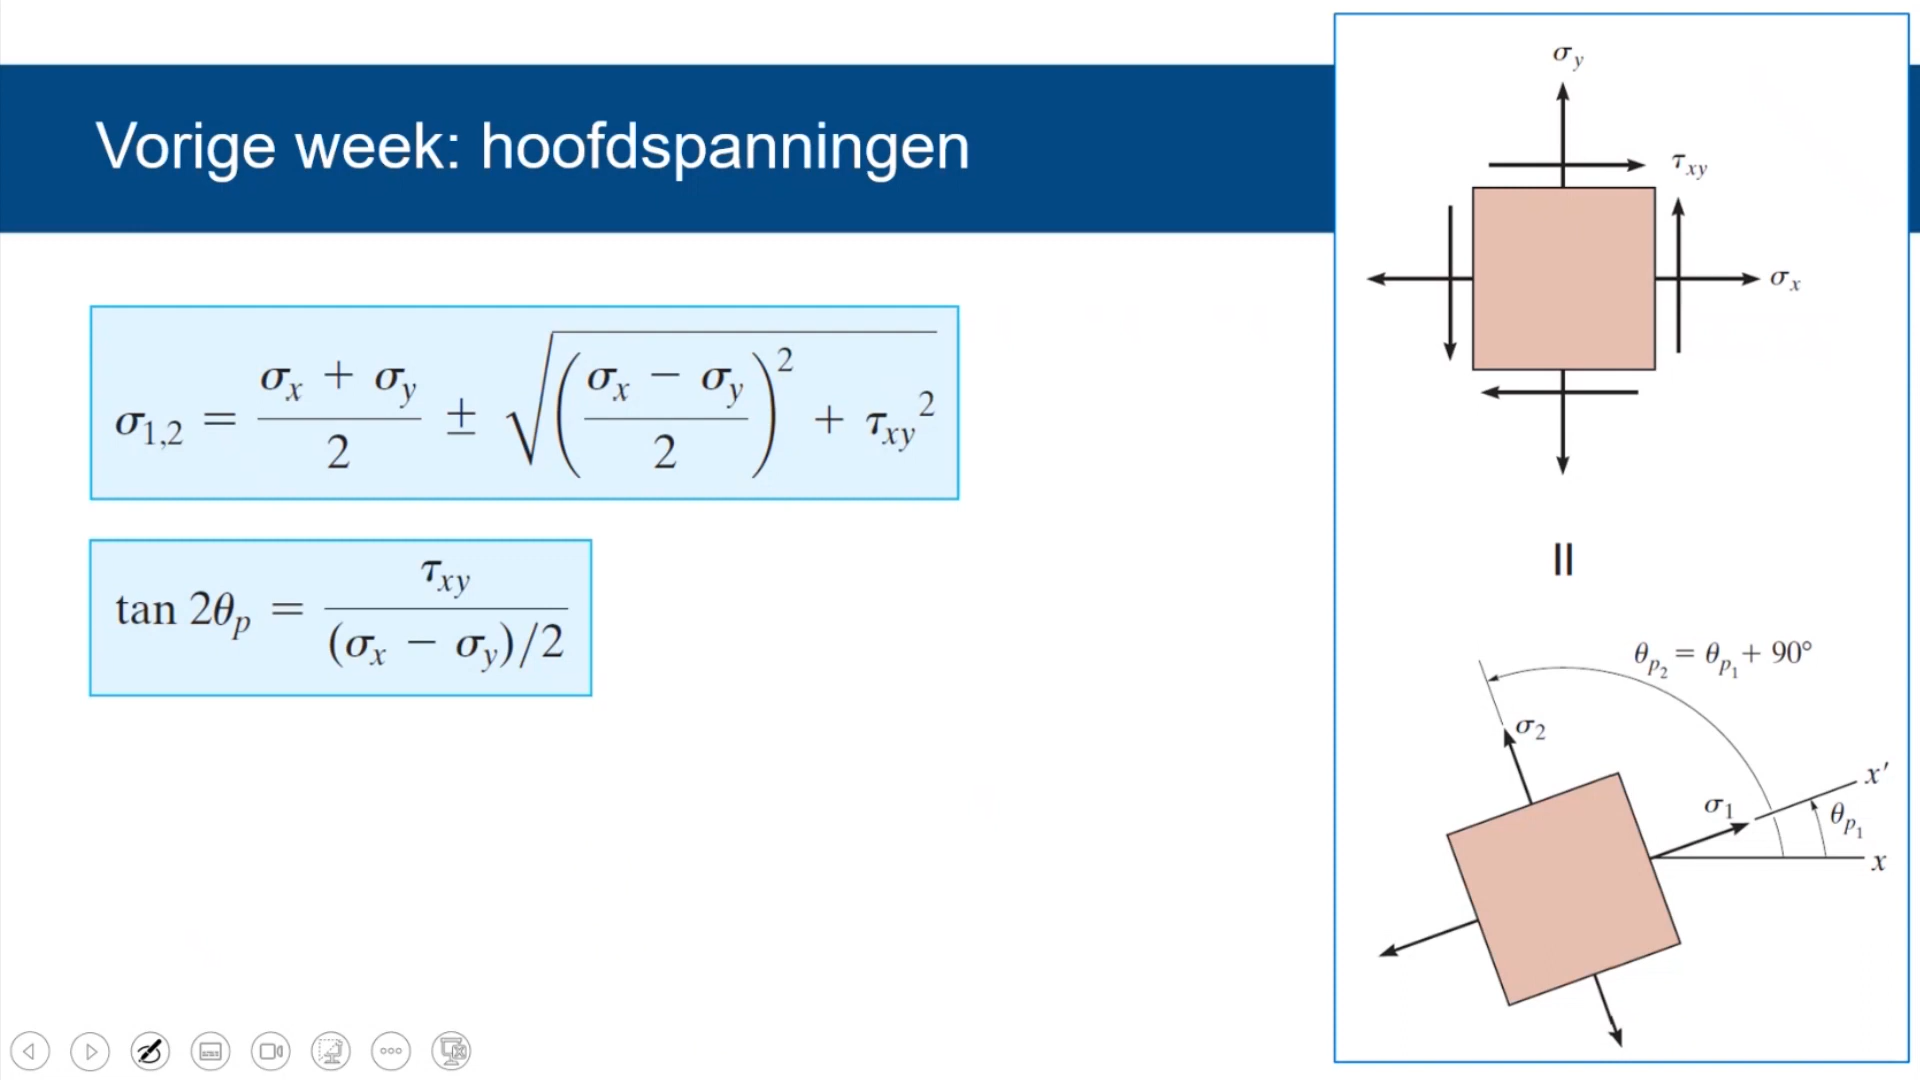 Vorige week: hoofdspanningen
σ1,2 = (σx + σy)/2 ± √(((σx − σy)/2)² + τxy²)
tan 2θp = τxy/((σx − σy)/2)
σy
τxy
σx
=
θp2 = θp1 + 90°
σ2
x′
σ1
θp1
x